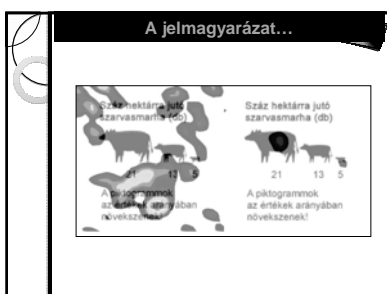 A jelmagyarázat...
Száz hektárra jutó
szarvasmarha (db)
21 13 5
A piktogrammok
az értékek arányában
növekszenek!
Száz hektárra jutó
szarvasmarha (db)
21 13 5
A piktogrammok
az értékek arányában
növekszenek!